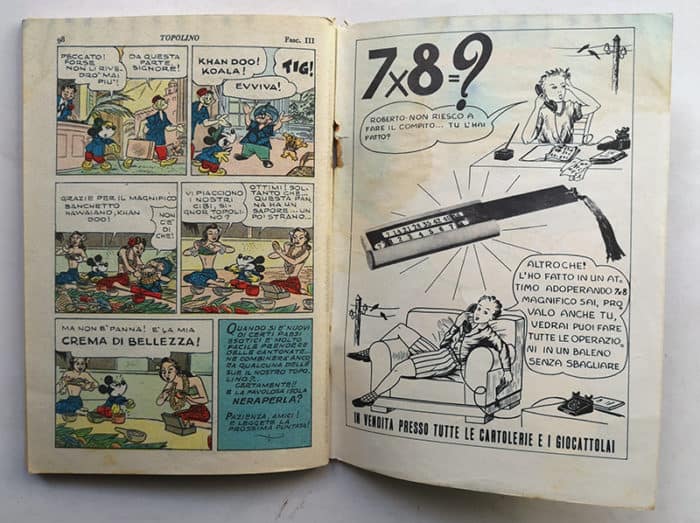 98
TOPOLINO
Fasc. III
PECCATO!
FORSE
NON LI RIVE-
DRO' MAI
PIU'!
DA QUESTA
PARTE,
SIGNORE!
KHAN DOO!
KOALA!
EVVIVA!
TIG!
GRAZIE PER IL MAGNIFICO
BANCHETTO
HAWAIANO, KHAN
DOO!
NON
C'E'
DI CHE!
VI PIACCIONO
I NOSTRI
CIBI, SI-
GNOR TOPOLI-
NO?
OTTIMI! SOL-
TANTO CHE...
QUESTA PAN-
NA HA UN
SAPORE... UN
PO' STRANO...
MA NON E' PANNA! E' LA MIA
CREMA DI BELLEZZA!
QUANDO SI E' NUOVI
DI CERTI PAESI
ESOTICI E' MOLTO
FACILE PRENDERE
DELLE CANTONATE...
NE COMBINERA' ANCO-
RA QUALCUNA DELLE
SUE IL NOSTRO TOPO-
LINO?..
CERTAMENTE!!
E LA FAVOLOSA ISOLA
NERAPERLA?
PAZIENZA, AMICI!
E LEGGETE LA
PROSSIMA PUNTATA!
7x8=?
ROBERTO-NON RIESCO A
FARE IL COMPITO... TU L'HAI
FATTO?
ALTROCHE!
L'HO FATTO IN UN AT,
TIMO ADOPERANDO 7x8
MAGNIFICO SAI, PRO,
VALO ANCHE TU,
VEDRAI PUOI FARE
TUTTE LE OPERAZIO,
NI IN UN BALENO
SENZA SBAGLIARE
IN VENDITA PRESSO TUTTE LE CARTOLERIE E I GIOCATTOLAI